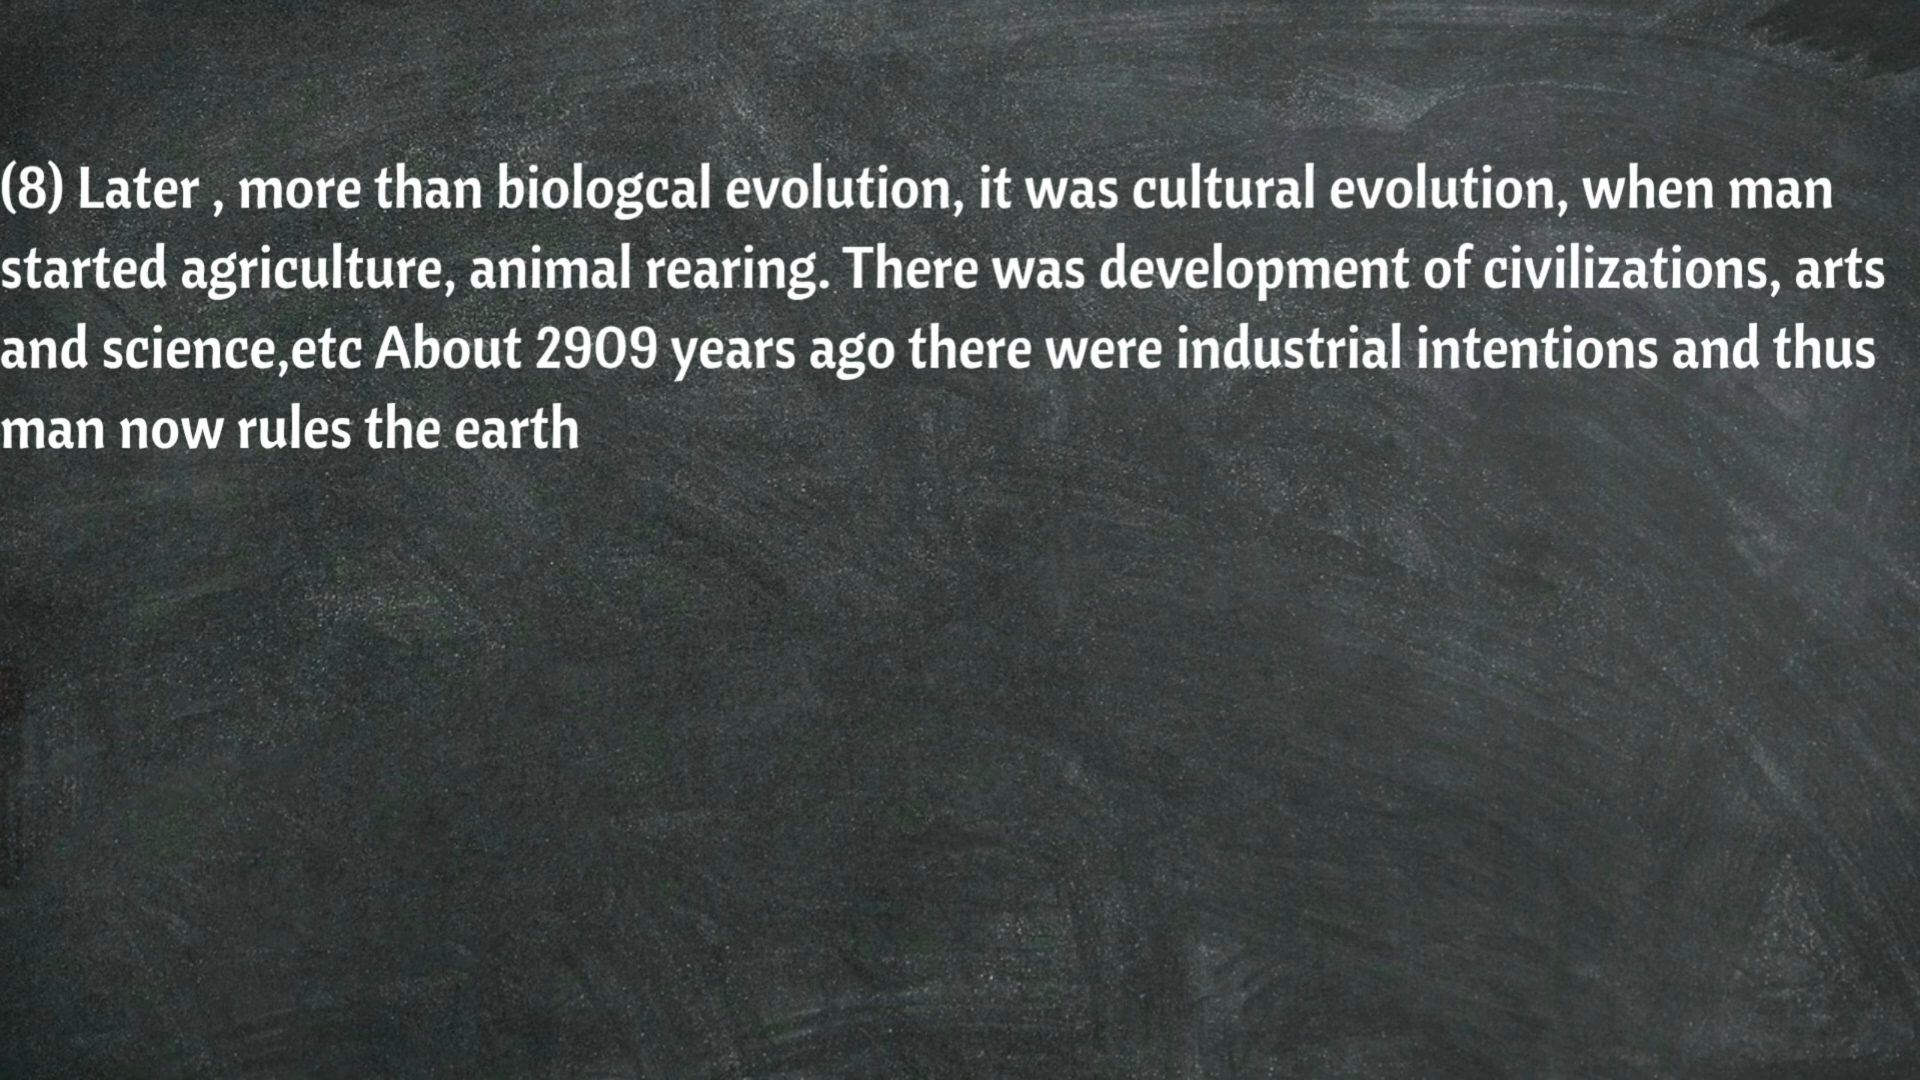 (8) Later , more than biologcal evolution, it was cultural evolution, when man
started agriculture, animal rearing. There was development of civilizations, arts
and science,etc About 2909 years ago there were industrial intentions and thus
man now rules the earth